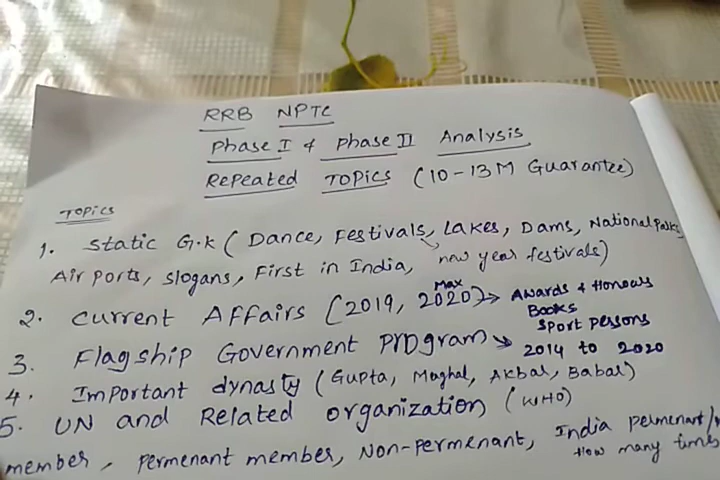 RRB NPTC
Phase I & Phase II Analysis
Repeated TOPICS (10-13M Guarantee)
TOPICS
1. Static G.K (Dance, Festivals, Lakes, Dams, National Parks,
Air Ports, Slogans, First in India, new year festivals)
2. Current Affairs (2019, 2020) Max → Awards & Honours
Books
Sport Persons
3. Flagship Government Program → 2014 to 2020
4. Important dynasty (Gupta, Mughal, Akbal, Babal)
5. UN and Related organization (WHO)
member, permenant member, Non-permenant, India permenant/
How many times